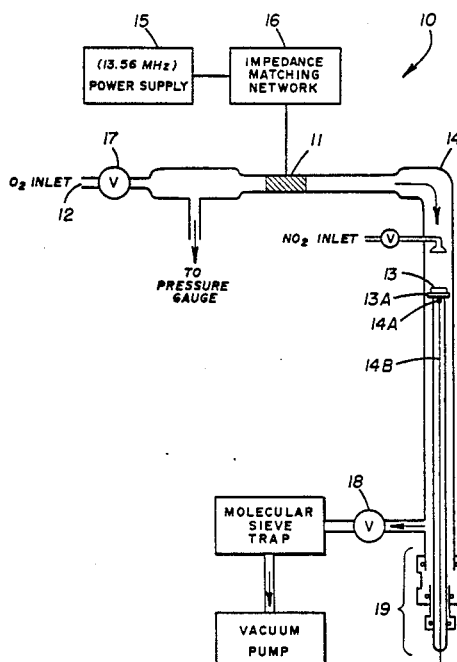 15
16
10
(13.56 MHz)
POWER SUPPLY
IMPEDANCE
MATCHING
NETWORK
17
11
14
V
O2 INLET
12
NO2 INLET
V
TO
PRESSURE
GAUGE
13
13A
14A
14B
18
MOLECULAR
SIEVE
TRAP
V
19
VACUUM
PUMP